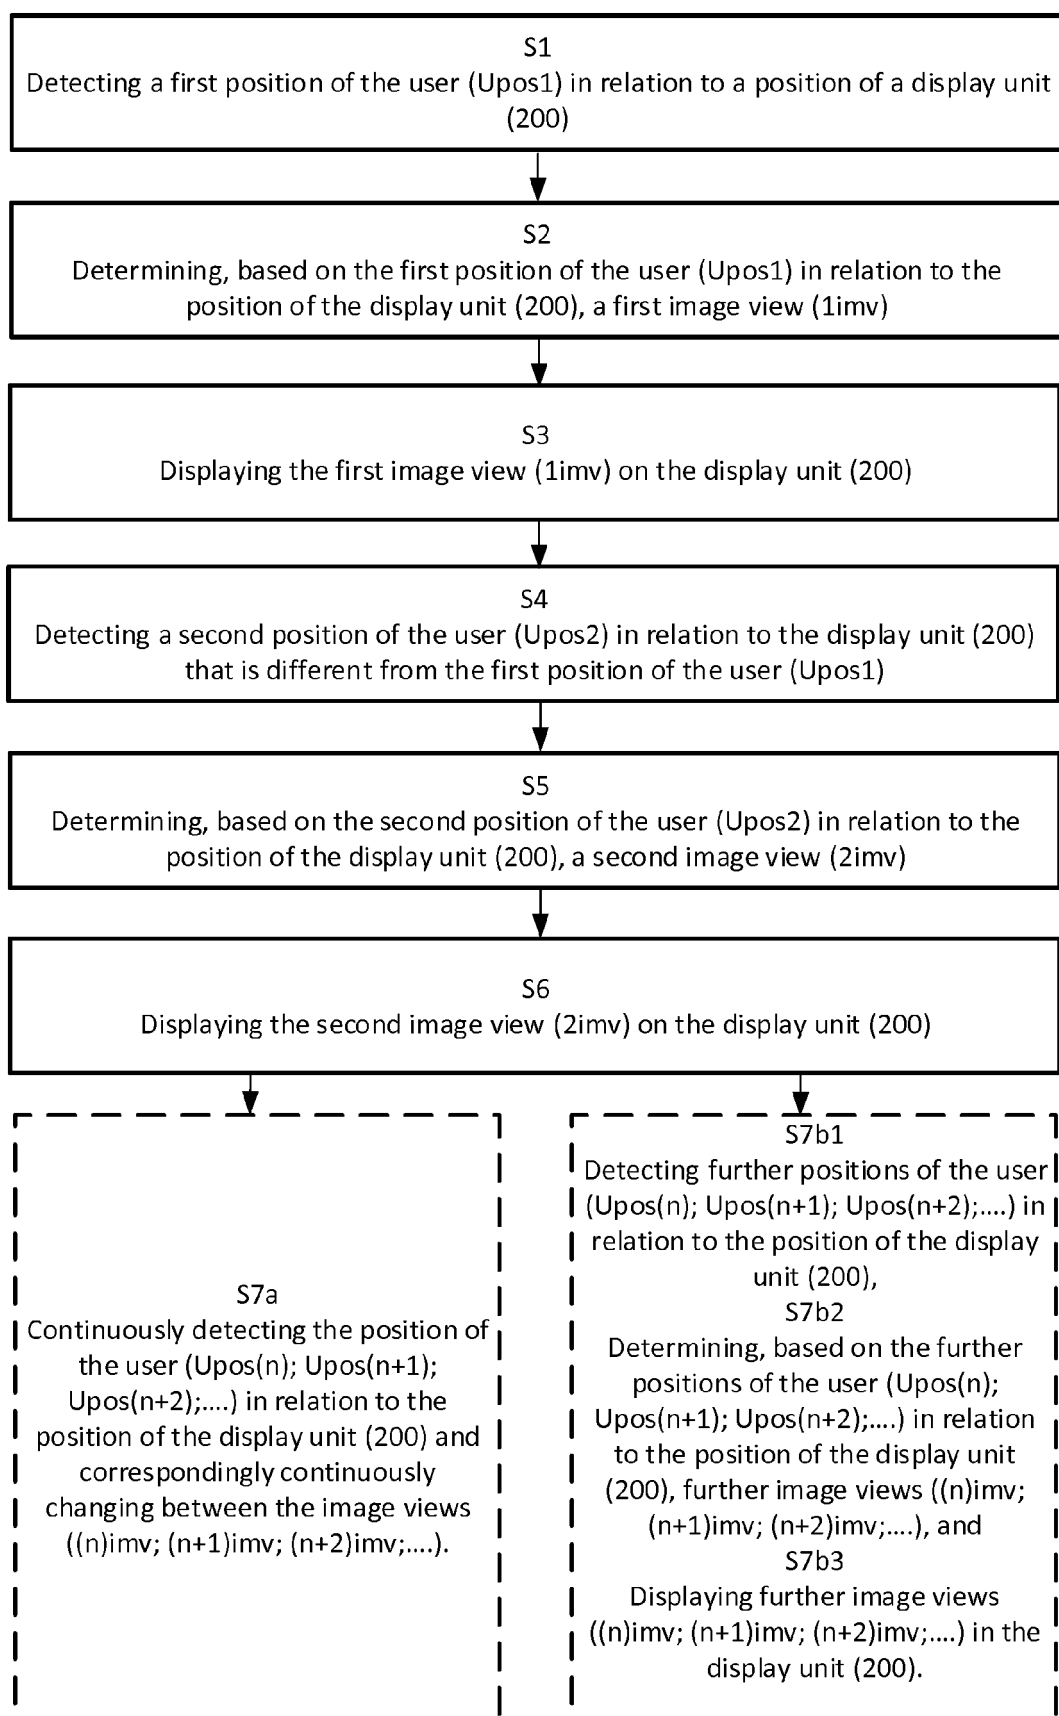 S1
Detecting a first position of the user (Upos1) in relation to a position of a display unit
(200)
S2
Determining, based on the first position of the user (Upos1) in relation to the
position of the display unit (200), a first image view (1imv)
S3
Displaying the first image view (1imv) on the display unit (200)
S4
Detecting a second position of the user (Upos2) in relation to the display unit (200)
that is different from the first position of the user (Upos1)
S5
Determining, based on the second position of the user (Upos2) in relation to the
position of the display unit (200), a second image view (2imv)
S6
Displaying the second image view (2imv) on the display unit (200)
S7a
Continuously detecting the position of
the user (Upos(n); Upos(n+1);
Upos(n+2);....) in relation to the
position of the display unit (200) and
correspondingly continuously
changing between the image views
((n)imv; (n+1)imv; (n+2)imv;....).
S7b1
Detecting further positions of the user
(Upos(n); Upos(n+1); Upos(n+2);....) in
relation to the position of the display
unit (200),
S7b2
Determining, based on the further
positions of the user (Upos(n);
Upos(n+1); Upos(n+2);....) in relation
to the position of the display unit
(200), further image views ((n)imv;
(n+1)imv; (n+2)imv;....), and
S7b3
Displaying further image views
((n)imv; (n+1)imv; (n+2)imv;....) in the
display unit (200).